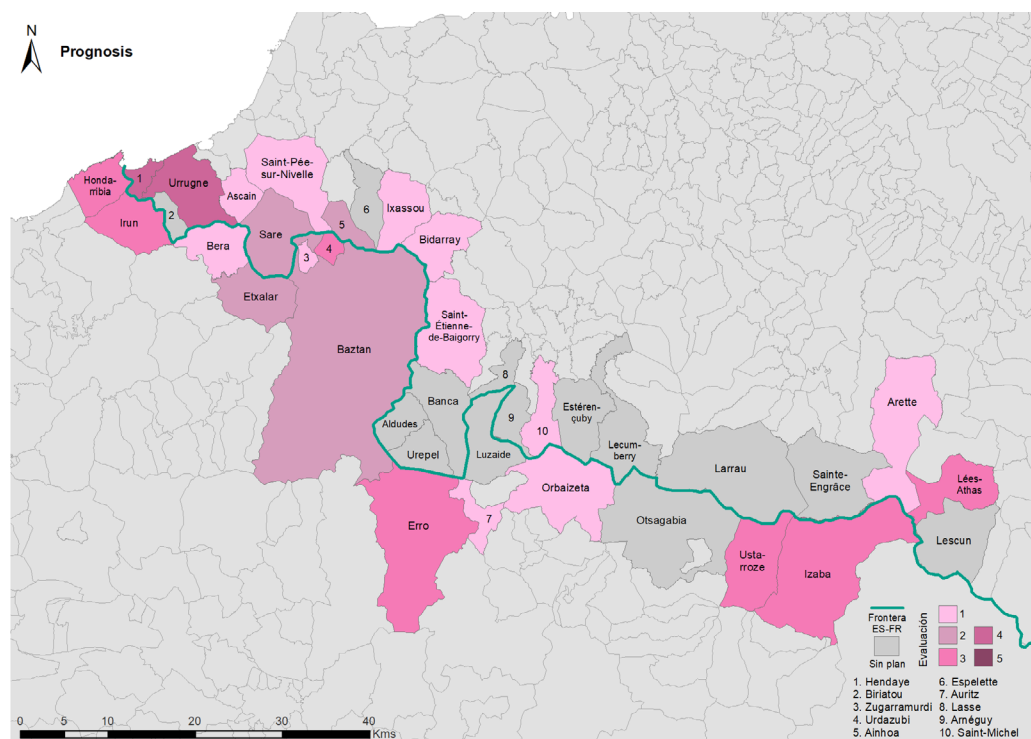 N
Prognosis
Honda-
rribia
1
Urrugne
Saint-Pée-
sur-Nivelle
Ascain
6
Ixassou
Irun
2
Bera
Sare
5
Bidarray
3
4
Etxalar
Saint-
Étienne-
de-Baigorry
Baztan
8
Banca
Aldudes
9
Estéren-
çuby
10
Urepel
Luzaide
Lecum-
berry
Arette
Larrau
Sainte-
Engrâce
Lées-
Athas
Orbaizeta
7
Erro
Otsagabia
Usta-
rroze
Izaba
Lescun
Frontera
ES-FR
Sin plan
Evaluación
1
2
3
4
5
1. Hendaye
2. Biriatou
3. Zugarramurdi
4. Urdazubi
5. Ainhoa
6. Espelette
7. Auritz
8. Lasse
9. Arnéguy
10. Saint-Michel
0 5 10 20 30 40
Kms